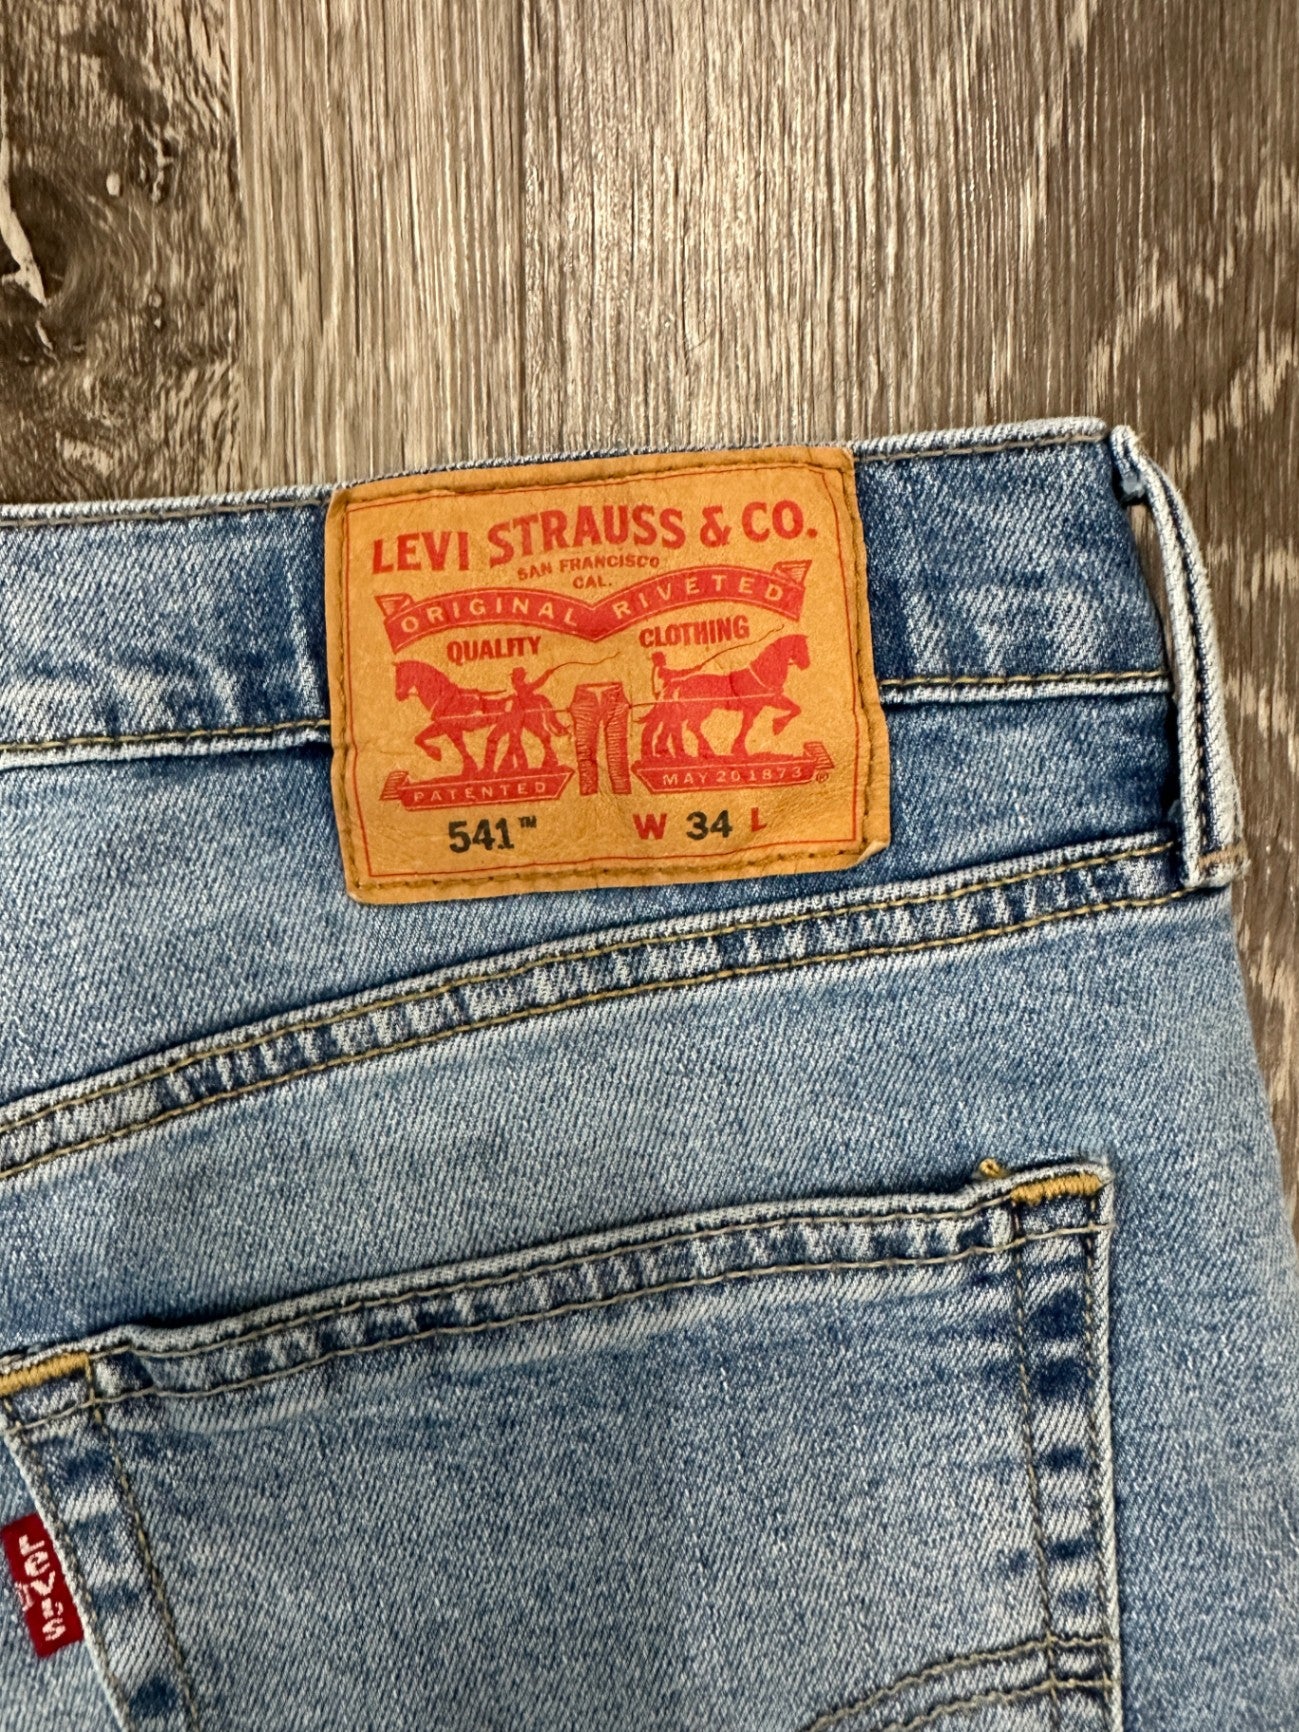 LEVI STRAUSS & CO.
SAN FRANCISCO
CAL.
ORIGINAL RIVETED
QUALITY CLOTHING
PATENTED MAY 20 1873 ®
541™ W 34 L
Levi's